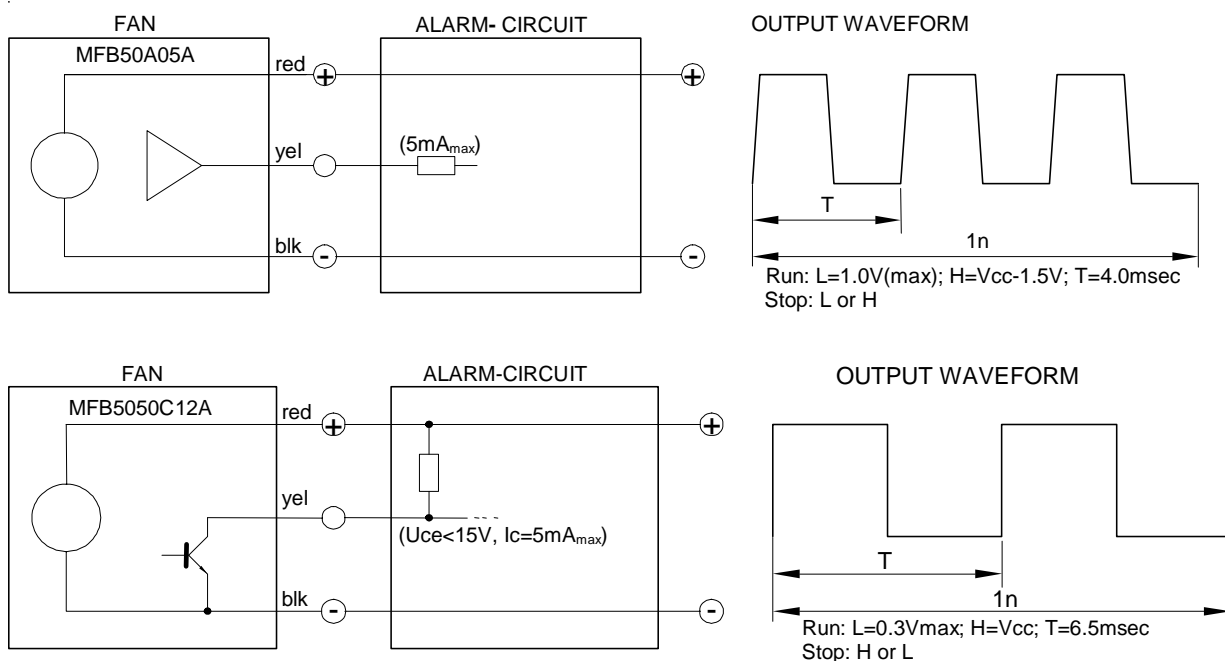 FAN
MFB50A05A
red
+
yel
blk
-
ALARM- CIRCUIT
(5mAmax)
+
-
OUTPUT WAVEFORM
T
1n
Run: L=1.0V(max); H=Vcc-1.5V; T=4.0msec
Stop: L or H
FAN
MFB5050C12A
red
+
yel
blk
-
ALARM-CIRCUIT
(Uce<15V, Ic=5mAmax)
+
-
OUTPUT WAVEFORM
T
1n
Run: L=0.3Vmax; H=Vcc; T=6.5msec
Stop: H or L